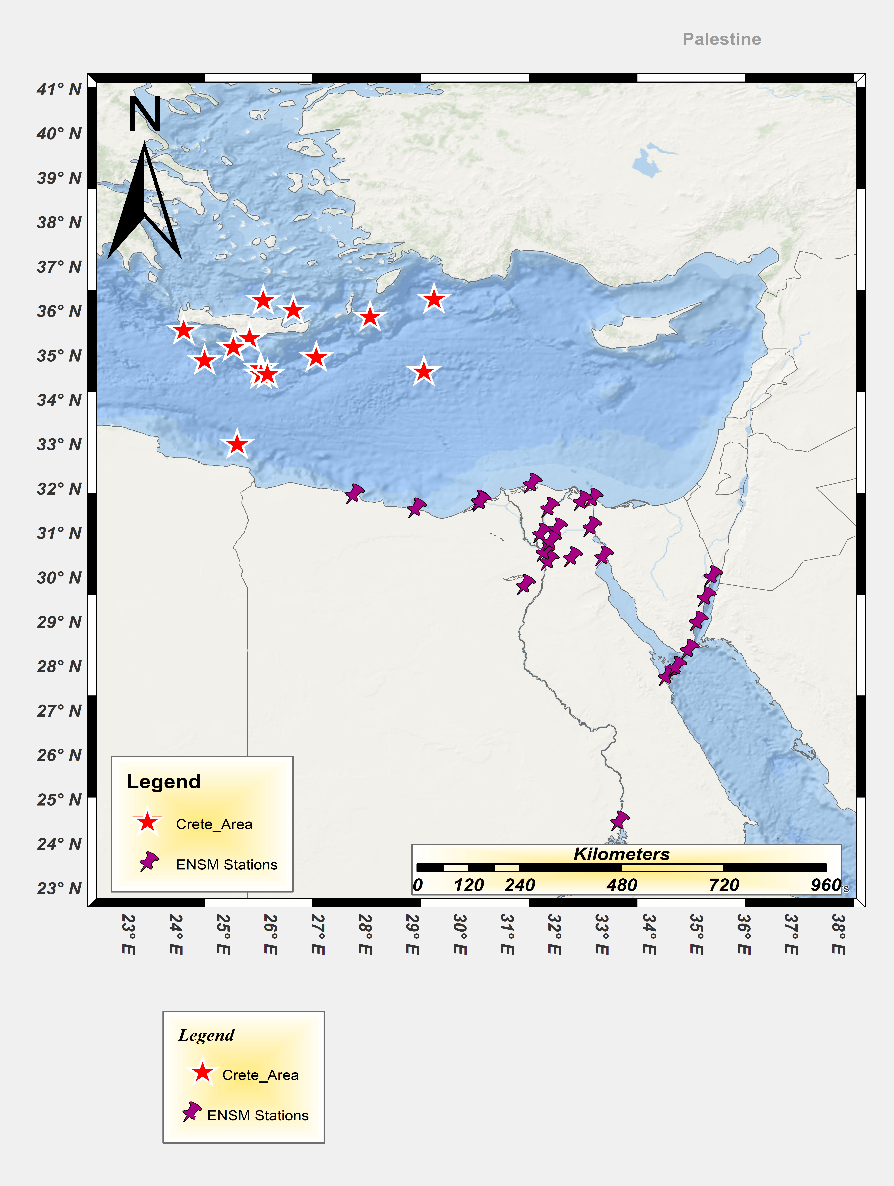 Palestine
N
41° N
40° N
39° N
38° N
37° N
36° N
35° N
34° N
33° N
32° N
31° N
30° N
29° N
28° N
27° N
26° N
25° N
24° N
23° N
Legend
Crete_Area
ENSM Stations
Kilometers
0 120 240 480 720 960
s
23° E 24° E 25° E 26° E 27° E 28° E 29° E 30° E 31° E 32° E 33° E 34° E 35° E 36° E 37° E 38° E
Legend
Crete_Area
ENSM Stations